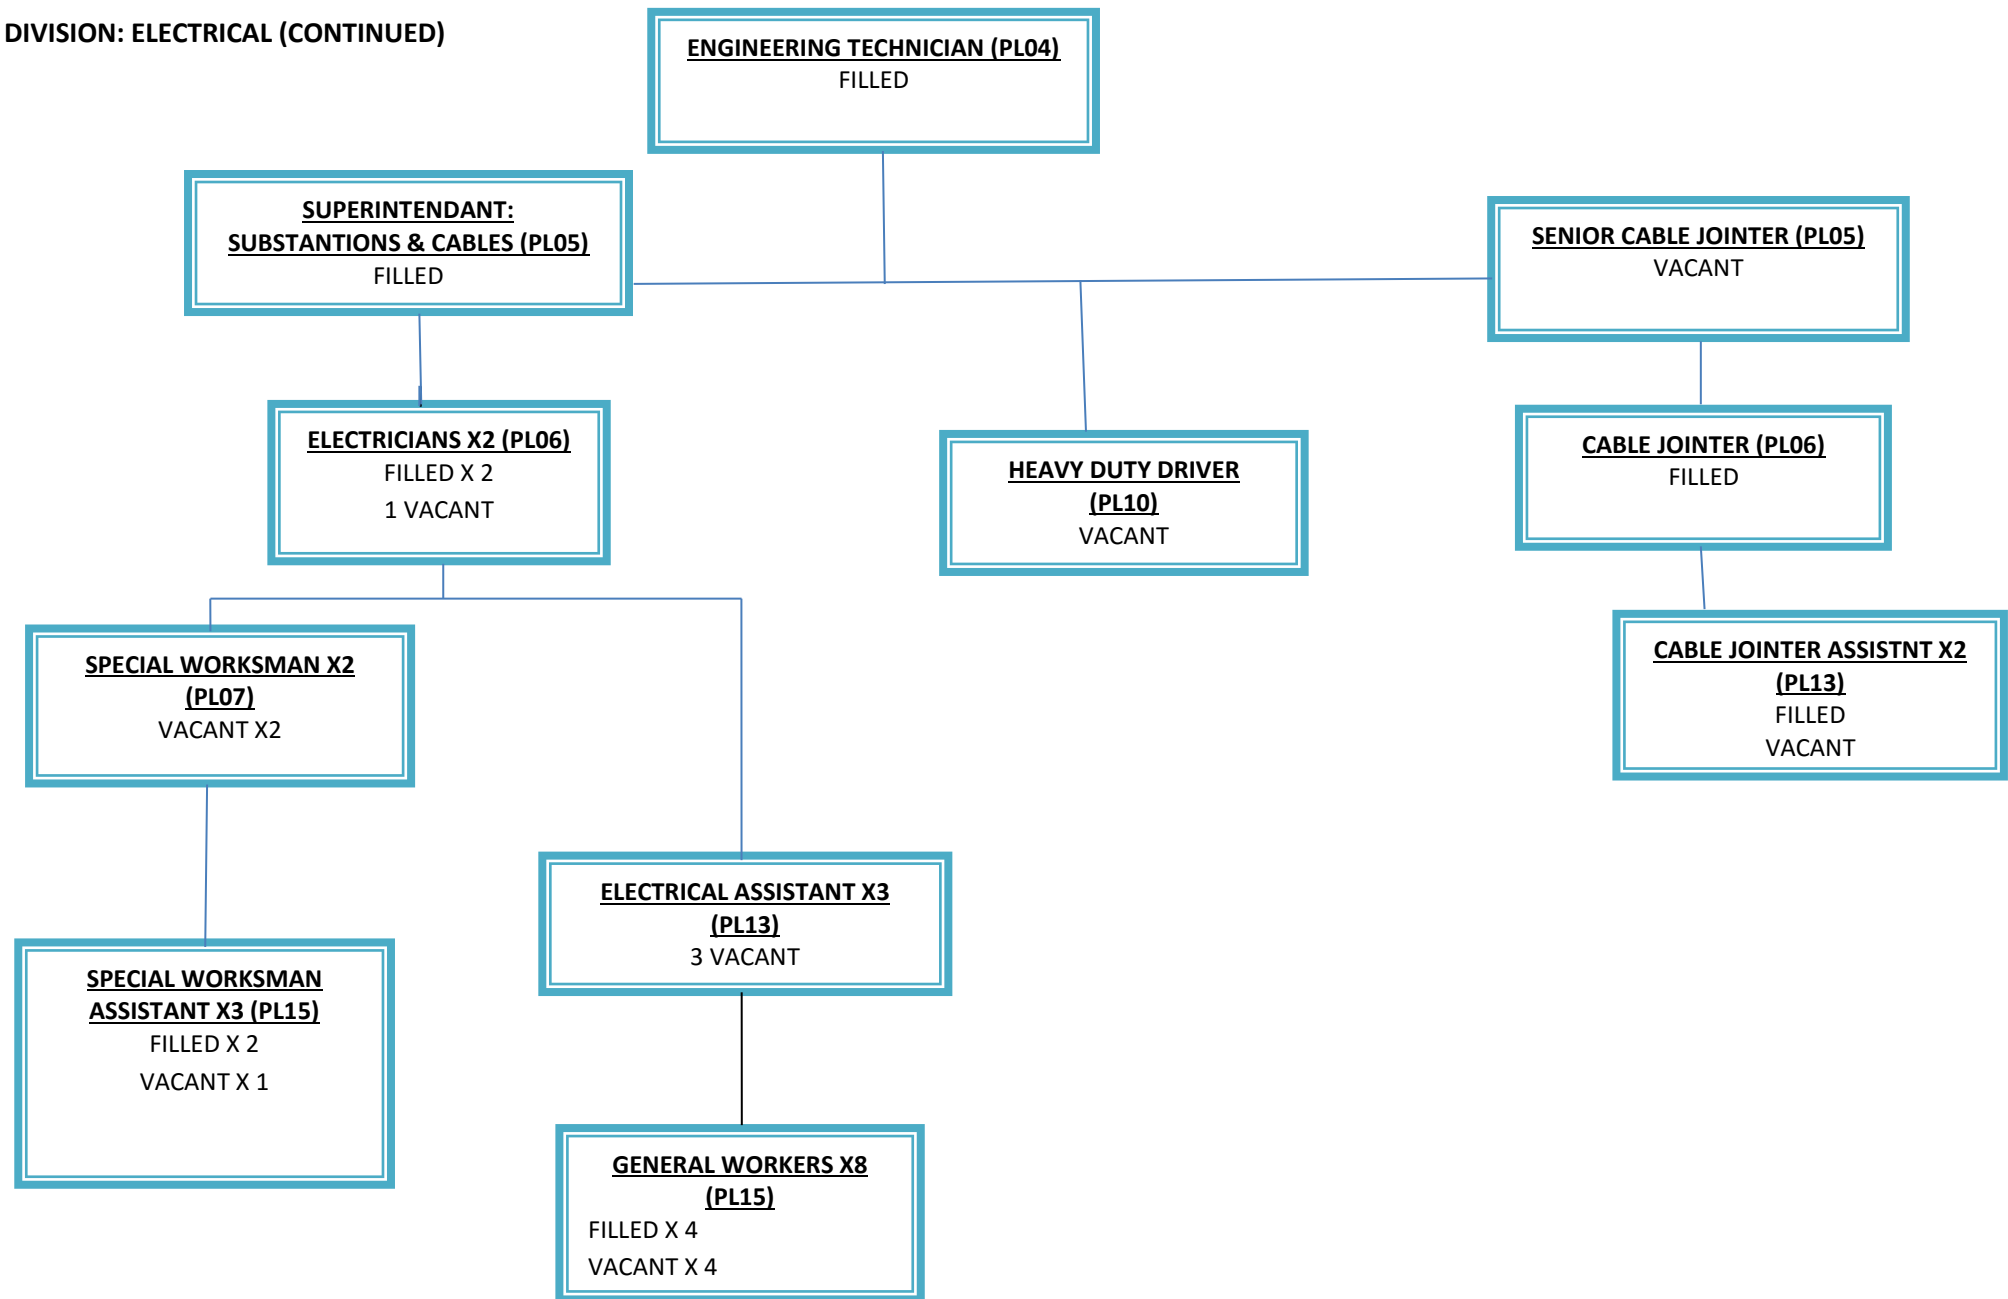 DIVISION: ELECTRICAL (CONTINUED)
ENGINEERING TECHNICIAN (PL04)
FILLED
SUPERINTENDANT:
SUBSTANTIONS & CABLES (PL05)
FILLED
SENIOR CABLE JOINTER (PL05)
VACANT
ELECTRICIANS X2 (PL06)
FILLED X 2
1 VACANT
HEAVY DUTY DRIVER
(PL10)
VACANT
CABLE JOINTER (PL06)
FILLED
SPECIAL WORKSMAN X2
(PL07)
VACANT X2
CABLE JOINTER ASSISTNT X2
(PL13)
FILLED
VACANT
ELECTRICAL ASSISTANT X3
(PL13)
3 VACANT
SPECIAL WORKSMAN
ASSISTANT X3 (PL15)
FILLED X 2
VACANT X 1
GENERAL WORKERS X8
(PL15)
FILLED X 4
VACANT X 4